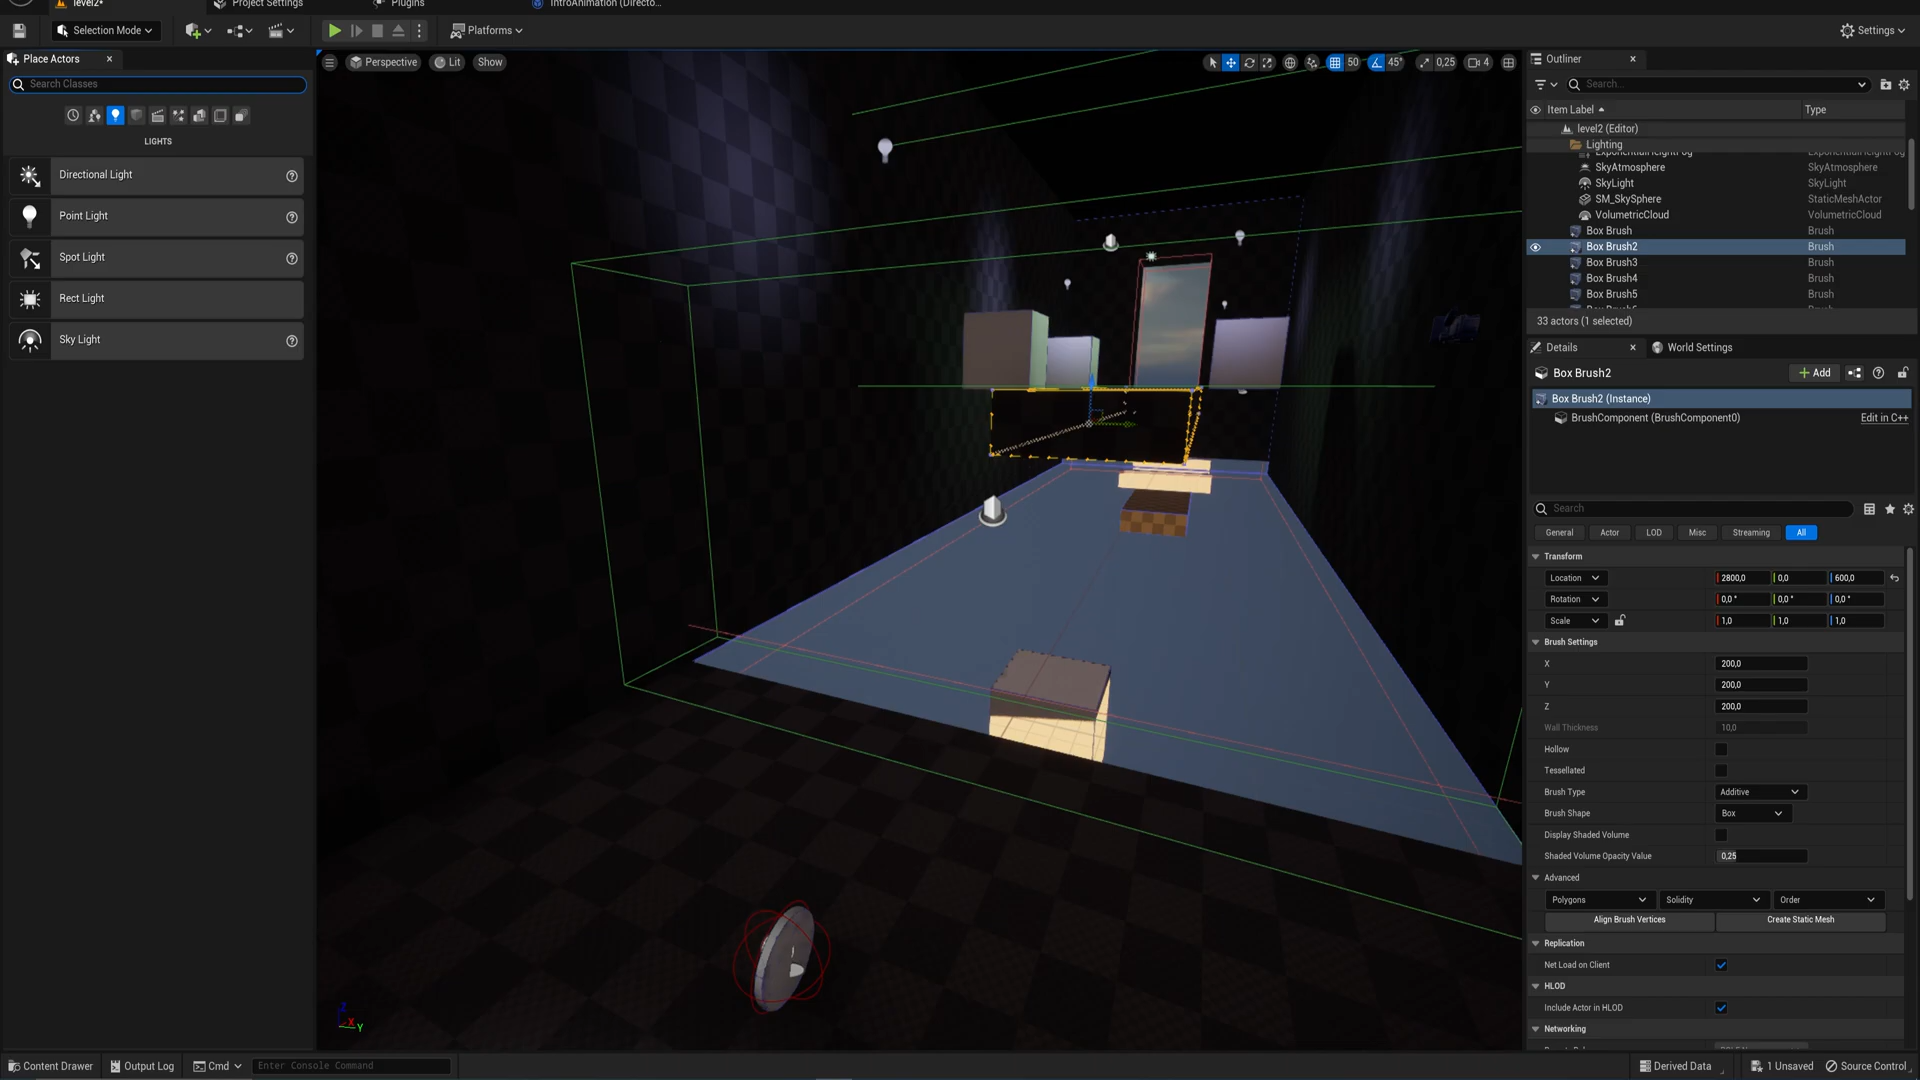 level2*
Project Settings
Plugins
IntroAnimation (Directo...
Selection Mode
Platforms
Settings
Place Actors
Search Classes
LIGHTS
Directional Light
Point Light
Spot Light
Rect Light
Sky Light
Perspective
Lit
Show
50
45°
0,25
4
Outliner
Search...
Item Label
Type
level2 (Editor)
Lighting
ExponentialHeightFog ExponentialHeightFog
SkyAtmosphere SkyAtmosphere
SkyLight SkyLight
SM_SkySphere StaticMeshActor
VolumetricCloud VolumetricCloud
Box Brush Brush
Box Brush2 Brush
Box Brush3 Brush
Box Brush4 Brush
Box Brush5 Brush
33 actors (1 selected)
Details
World Settings
Box Brush2
Add
Box Brush2 (Instance)
BrushComponent (BrushComponent0)
Edit in C++
Search
General
Actor
LOD
Misc
Streaming
All
Transform
Location 2800,0 0,0 600,0
Rotation 0,0 ° 0,0 ° 0,0 °
Scale 1,0 1,0 1,0
Brush Settings
X 200,0
Y 200,0
Z 200,0
Wall Thickness 10,0
Hollow
Tessellated
Brush Type Additive
Brush Shape Box
Display Shaded Volume
Shaded Volume Opacity Value 0,25
Advanced
Polygons Solidity Order
Align Brush Vertices Create Static Mesh
Replication
Net Load on Client
HLOD
Include Actor in HLOD
Networking
Z
X
Y
Content Drawer
Output Log
Cmd
Enter Console Command
Derived Data
1 Unsaved
Source Control